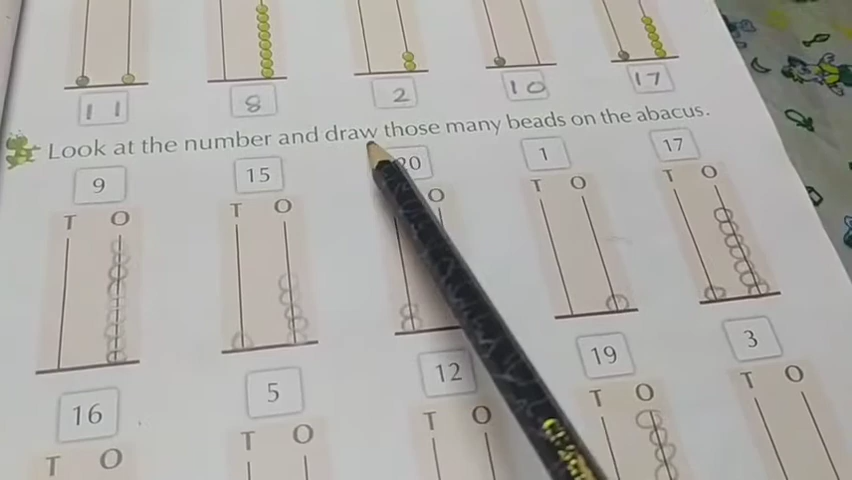 11 8 2 10 17
Look at the number and draw those many beads on the abacus.
9 15 20 1 17
T O T O O T O T O
16 5 12 19 3
T O T O T O T O T O